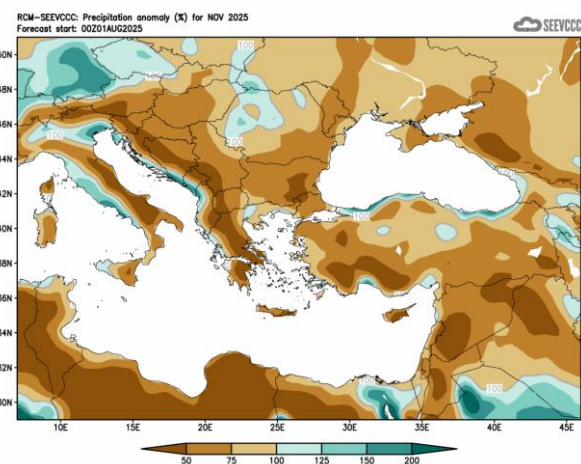 RCM-SEEVCCC: Precipitation anomaly (%) for NOV 2025
Forecast start: 00Z01AUG2025
SEEVCCC
50N
48N
46N
44N
42N
40N
38N
36N
34N
32N
30N
100
100
100
100
100
100
100
100
100
10E
15E
20E
25E
30E
35E
40E
45E
50
75
100
125
150
200